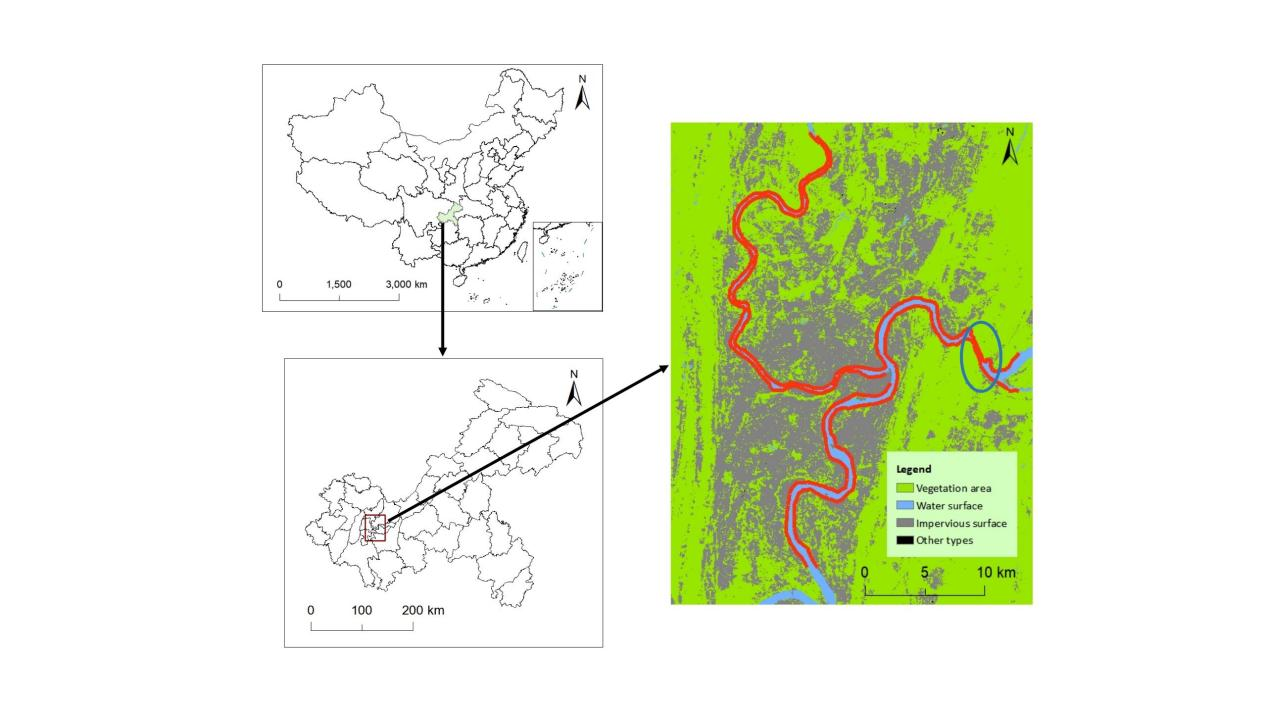 N
0 1,500 3,000 km
N
0 100 200 km
N
Legend
Vegetation area
Water surface
Impervious surface
Other types
0 5 10 km